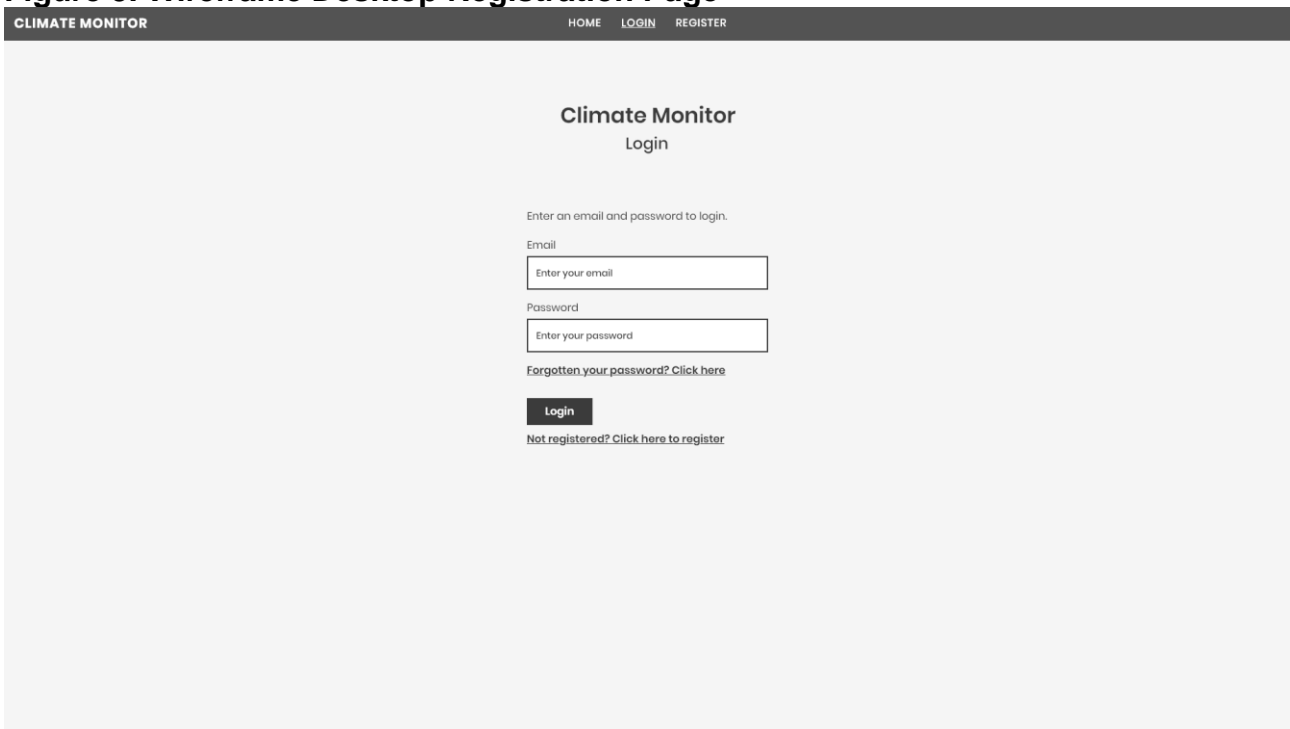 Figure Wireframe Desktop Registration Page
CLIMATE MONITOR HOME LOGIN REGISTER
Climate Monitor
Login
Enter an email and password to login.
Email
Enter your email
Password
Enter your password
Forgotten your password? Click here
Login
Not registered? Click here to register